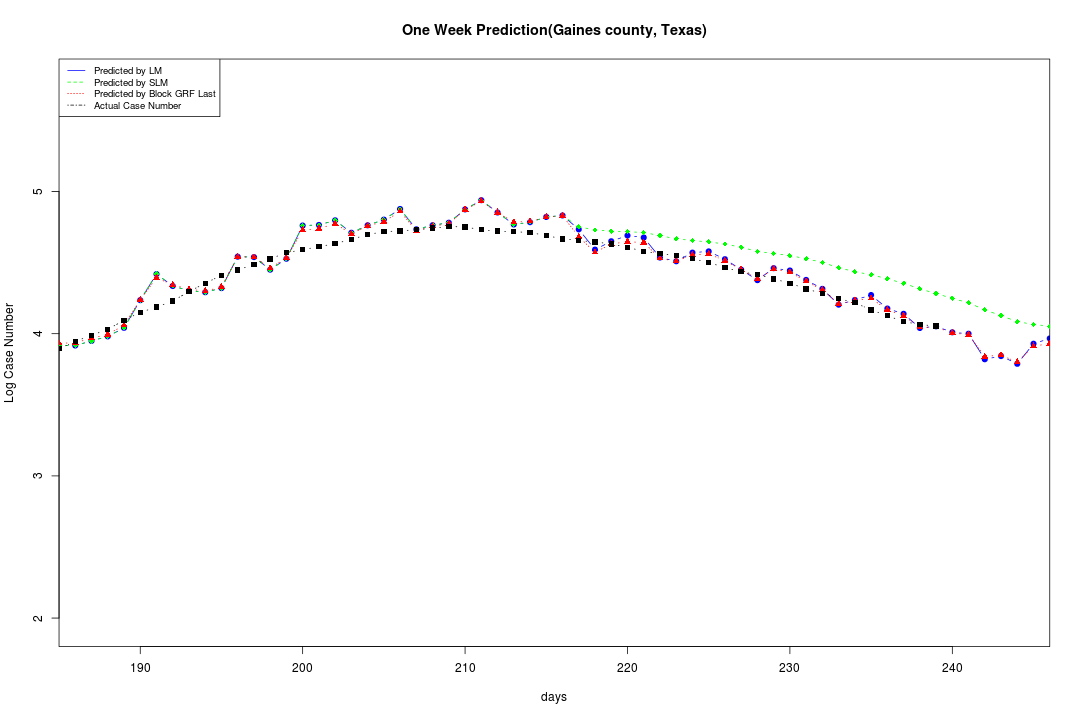 One Week Prediction(Gaines county, Texas)
Predicted by LM
Predicted by SLM
Predicted by Block GRF Last
Actual Case Number
5
4
3
2
Log Case Number
190 200 210 220 230 240
days